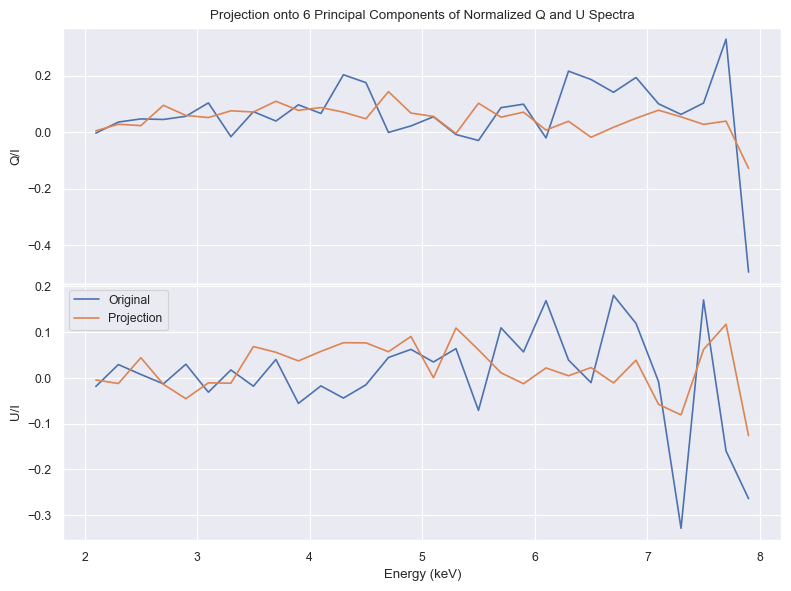 Projection onto 6 Principal Components of Normalized Q and U Spectra
0.2
0.0
−0.2
−0.4
Q/I
0.2
0.1
0.0
−0.1
−0.2
−0.3
U/I
Original
Projection
2 3 4 5 6 7 8
Energy (keV)